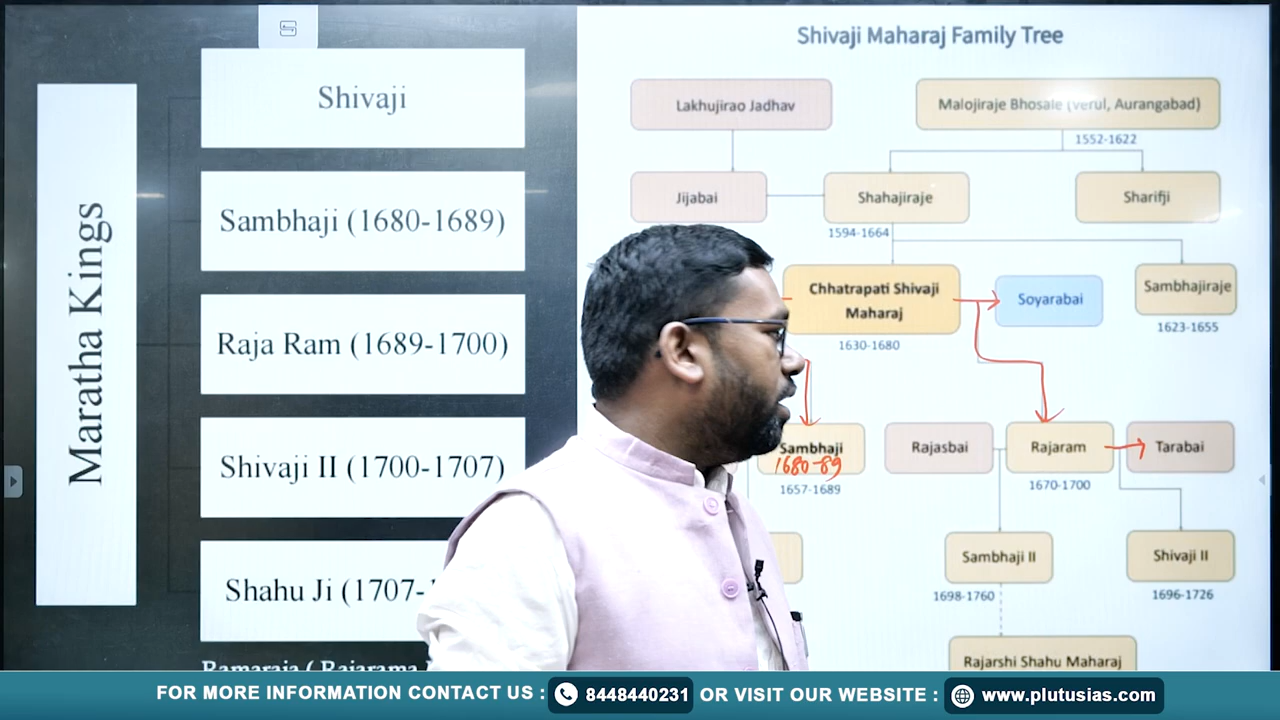 Maratha Kings
Shivaji
Sambhaji (1680-1689)
Raja Ram (1689-1700)
Shivaji II (1700-1707)
Shahu Ji (1707-
Ramaraja ( Rajarama
Shivaji Maharaj Family Tree
Lakhujirao Jadhav
Malojiraje Bhosale (Verul, Aurangabad)
1552-1622
Jijabai
Shahajiraje
Sharifji
1594-1664
Chhatrapati Shivaji
Maharaj
Soyarabai
Sambhajiraje
1630-1680
1623-1655
Sambhaji
1680-89
Rajasbai
Rajaram
Tarabai
1657-1689
1670-1700
Sambhaji II
Shivaji II
1698-1760
1696-1726
Rajarshi Shahu Maharaj
FOR MORE INFORMATION CONTACT US : 8448440231 OR VISIT OUR WEBSITE : www.plutusias.com